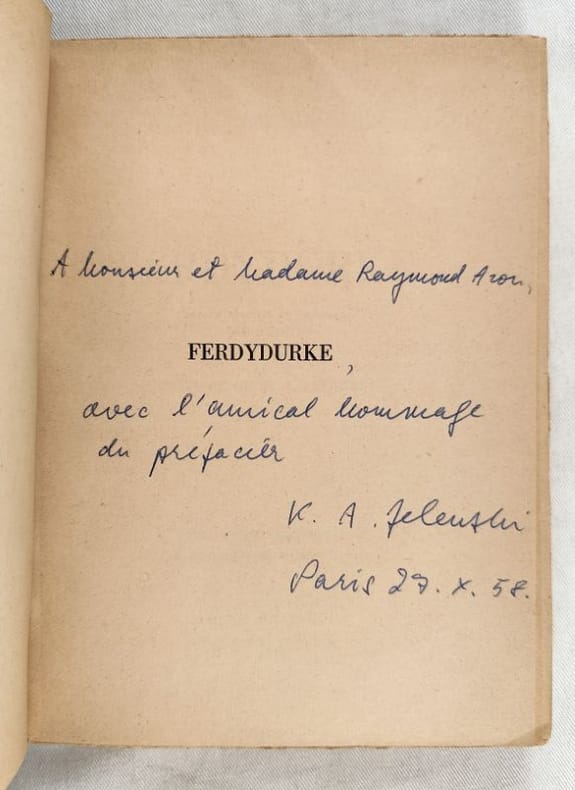 A Monsieur et Madame Raymond Aron,
FERDYDURKE,
avec l'amical hommage
du préfacier
K. A. Jelenski
Paris 27. X. 58.